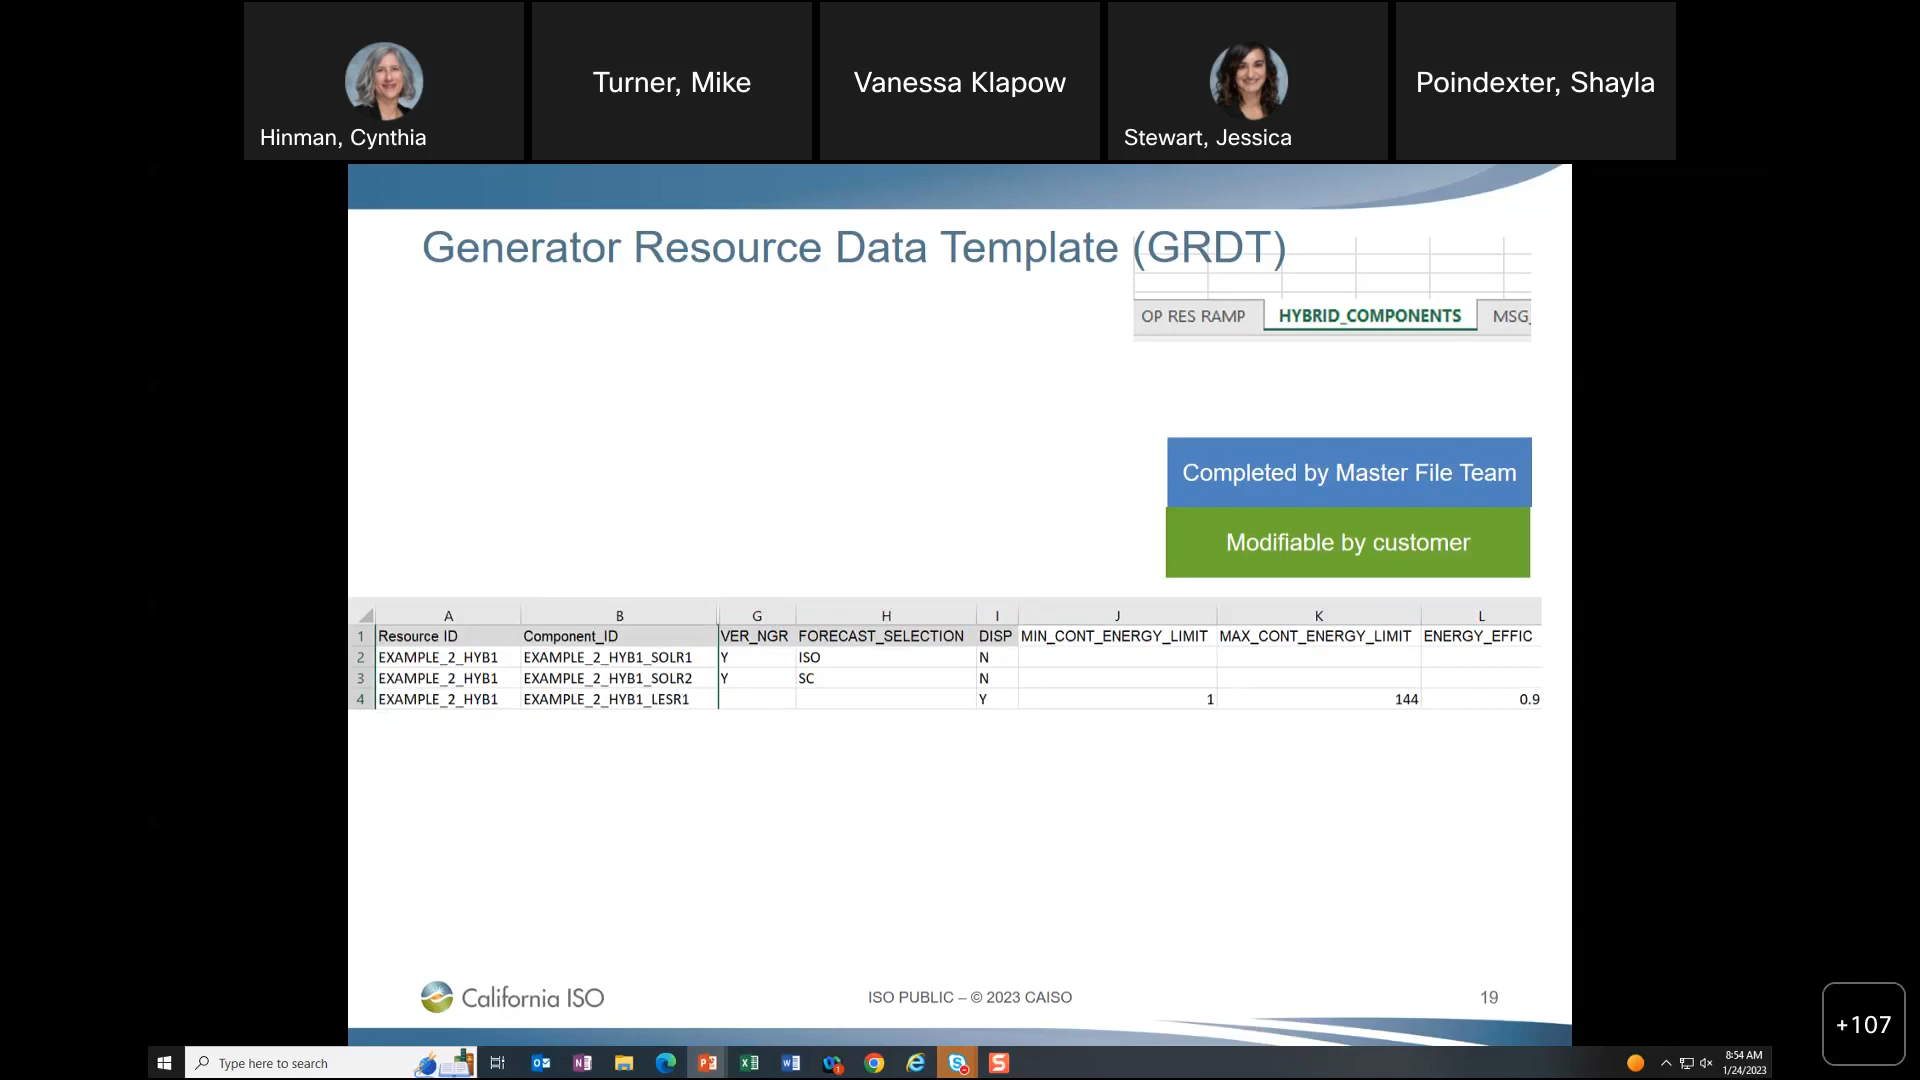 Hinman, Cynthia
Turner, Mike
Vanessa Klapow
Stewart, Jessica
Poindexter, Shayla
Generator Resource Data Template (GRDT)
OP RES RAMP HYBRID_COMPONENTS MSG_
Completed by Master File Team
Modifiable by customer
A B G H I J K L
1 Resource ID Component_ID VER_NGR FORECAST_SELECTION DISP MIN_CONT_ENERGY_LIMIT MAX_CONT_ENERGY_LIMIT ENERGY_EFFIC
2 EXAMPLE_2_HYB1 EXAMPLE_2_HYB1_SOLR1 Y ISO N
3 EXAMPLE_2_HYB1 EXAMPLE_2_HYB1_SOLR2 Y SC N
4 EXAMPLE_2_HYB1 EXAMPLE_2_HYB1_LESR1 Y 1 144 0.9
California ISO
ISO PUBLIC – © 2023 CAISO
19
+107
Type here to search
8:54 AM
1/24/2023